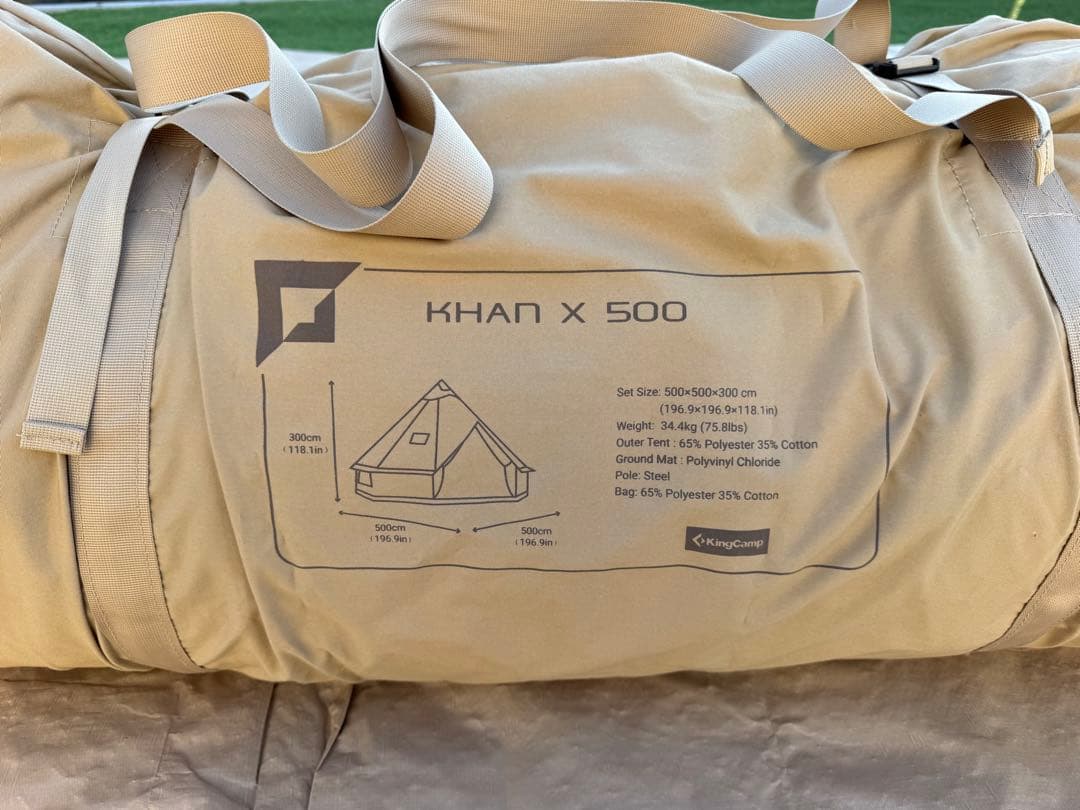 KHAN X 500
Set Size: 500×500×300 cm
(196.9×196.9×118.1in)
Weight: 34.4kg (75.8lbs)
Outer Tent : 65% Polyester 35% Cotton
Ground Mat : Polyvinyl Chloride
Pole: Steel
Bag: 65% Polyester 35% Cotton
300cm
(118.1in)
500cm
(196.9in)
500cm
(196.9in)
KingCamp